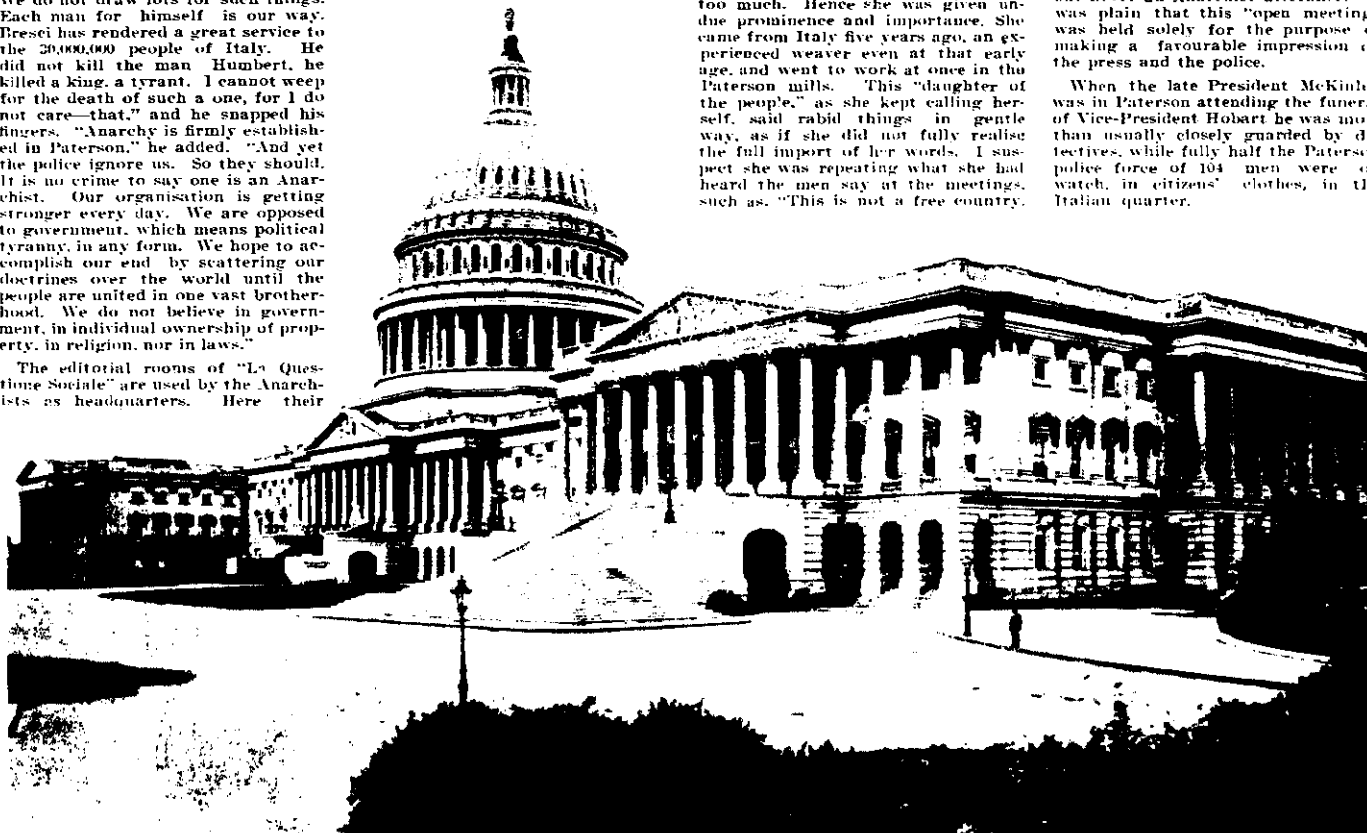 We do not draw lots for such things.
Each man for himself is our way.
Bresci has rendered a great service to
the 30,000,000 people of Italy. He
did not kill the man Humbert, he
killed a king, a tyrant. I cannot weep
for the death of such a one, for I do
not care—that," and he snapped his
fingers. "Anarchy is firmly establish-
ed in Paterson," he added. "And yet
the police ignore us. So they should.
It is no crime to say one is an Anar-
chist. Our organisation is getting
stronger every day. We are opposed
to government, which means political
tyranny, in any form. We hope to ac-
complish our end by scattering our
doctrines over the world until the
people are united in one vast brother-
hood. We do not believe in govern-
ment, in individual ownership of prop-
erty, in religion, nor in laws."
The editorial rooms of "La Ques-
tione Sociale" are used by the Anarch-
ists as headquarters. Here their
too much. Hence she was given un-
due prominence and importance. She
came from Italy five years ago, an ex-
perienced weaver even at that early
age, and went to work at once in the
Paterson mills. This "daughter of
the people," as she kept calling her-
self, said rabid things in gentle
way, as if she did not fully realise
the full import of her words. I sus-
pect she was repeating what she had
heard the men say at the meetings,
such as, "This is not a free country,
was plain that this "open meeting
was held solely for the purpose
making a favourable impression
the press and the police.
When the late President McKinle
was in Paterson attending the funer
of Vice-President Hobart he was mo
than usually closely guarded by d
tectives, while fully half the Paters
police force of 104 men were
watch, in citizens' clothes, in t
Italian quarter.